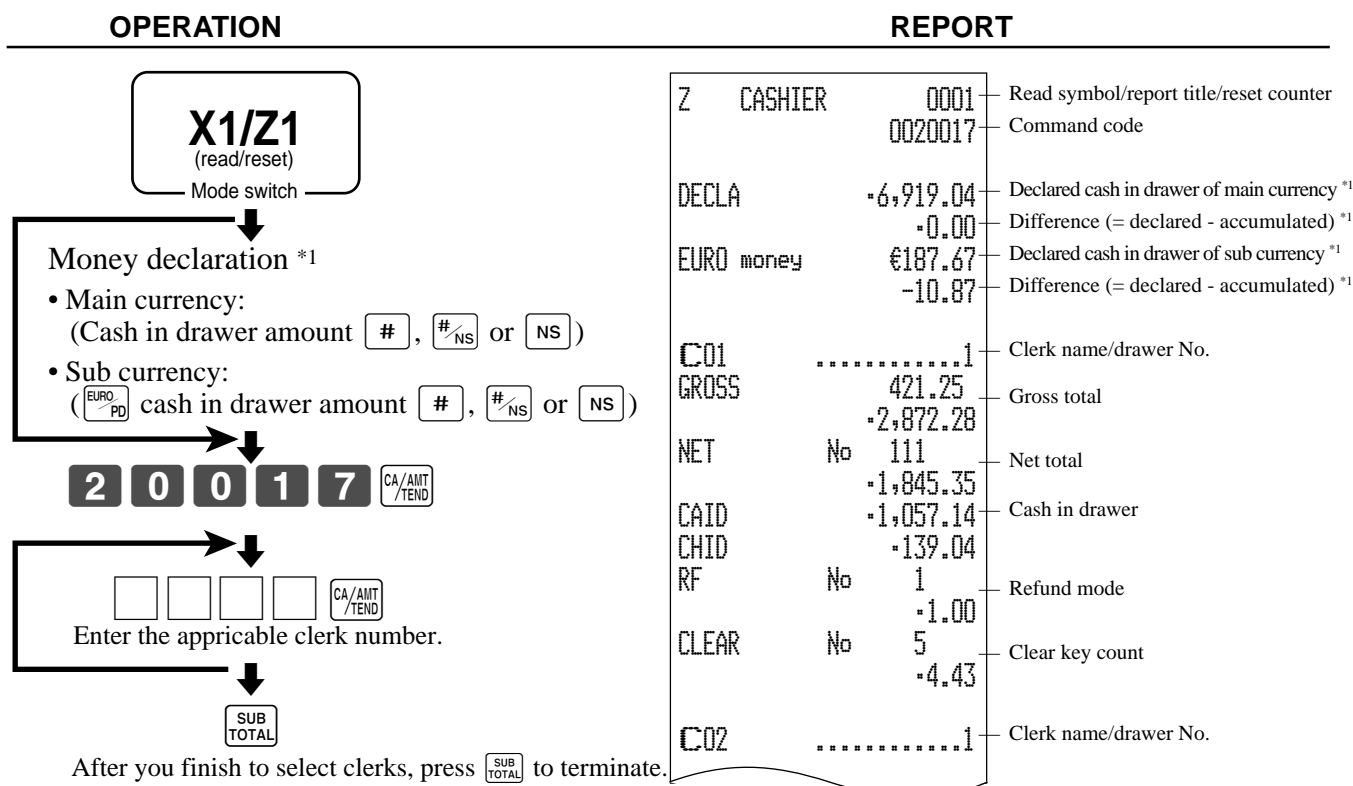 OPERATION
X1/Z1
(read/reset)
Mode switch
Money declaration *1
• Main currency:
(Cash in drawer amount # , #/NS or NS )
• Sub currency:
( EURO/PD cash in drawer amount # , #/NS or NS )
2 0 0 1 7 CA/AMT/TEND
CA/AMT/TEND
Enter the appricable clerk number.
SUB TOTAL
After you finish to select clerks, press SUB TOTAL to terminate.
REPORT
Z CASHIER 0001 Read symbol/report title/reset counter
0020017 Command code
DECLA •6,919.04 Declared cash in drawer of main currency *1
•0.00 Difference (= declared - accumulated) *1
EURO money €187.67 Declared cash in drawer of sub currency *1
-10.87 Difference (= declared - accumulated) *1
C01 ............1 Clerk name/drawer No.
GROSS 421.25 Gross total
•2,872.28
NET No 111 Net total
•1,845.35
CAID •1,057.14 Cash in drawer
CHID •139.04
RF No 1 Refund mode
•1.00
CLEAR No 5 Clear key count
•4.43
C02 ............1 Clerk name/drawer No.